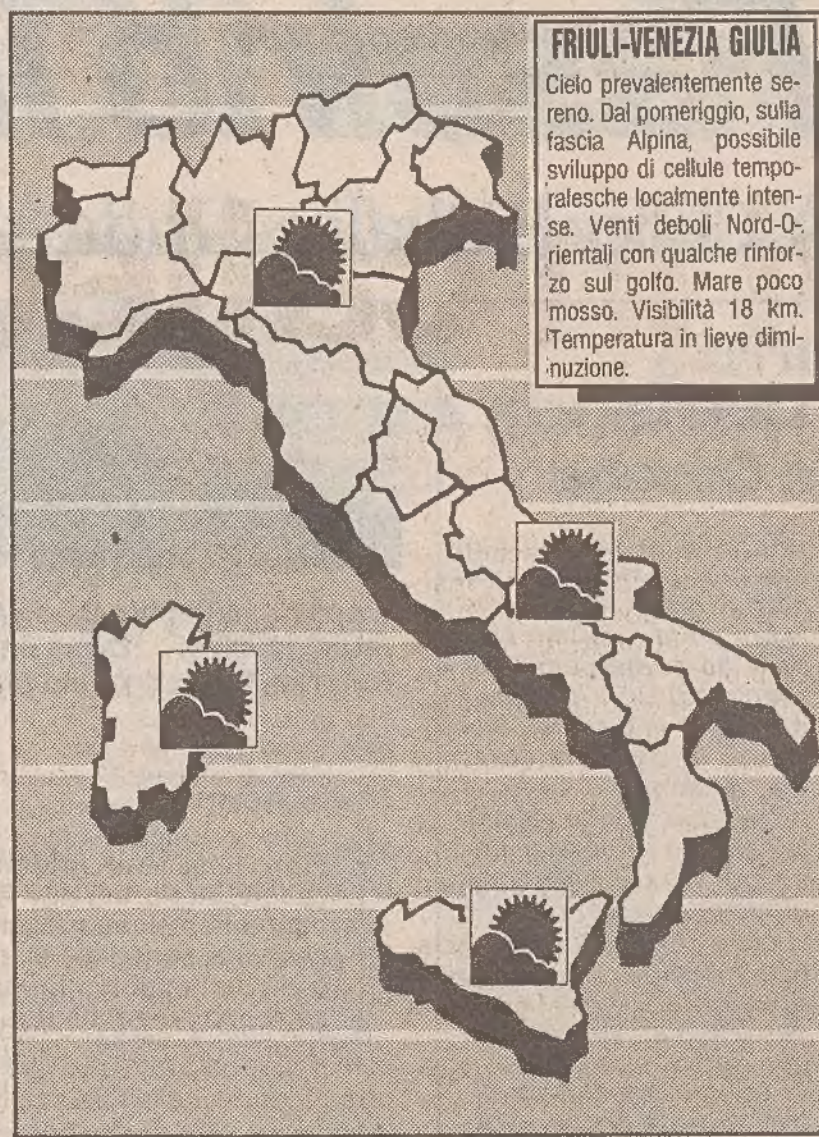 FRIULI-VENEZIA GIULIA
Cielo prevalentemente se-
reno. Dal pomeriggio, sulla
fascia Alpina, possibile
sviluppo di cellule tempo-
ralesche localmente inten-
se. Venti deboli Nord-O-
rientali con qualche rinfor-
zo sul golfo. Mare poco
mosso. Visibilità 18 km.
Temperatura in lieve dimi-
nuzione.